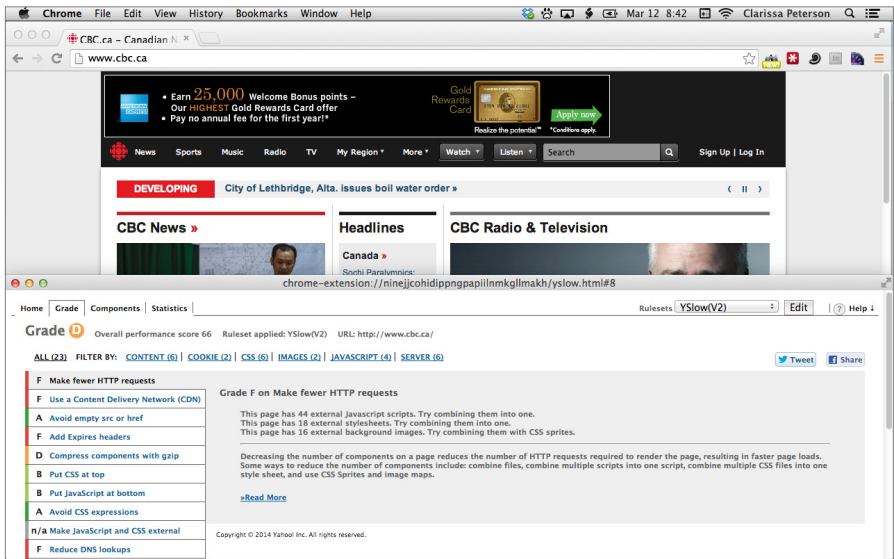 Chrome File Edit View History Bookmarks Window Help Mar 12 8:42 Clarissa Peterson
CBC.ca – Canadian N
www.cbc.ca
AMERICAN EXPRESS
• Earn 25,000 Welcome Bonus points –
Our HIGHEST Gold Rewards Card offer
• Pay no annual fee for the first year!*
Gold
Rewards
Card
Apply now
Realize the potential™ *Conditions apply.
News Sports Music Radio TV My Region More Watch Listen Search Sign Up | Log In
DEVELOPING City of Lethbridge, Alta. issues boil water order »
CBC News » Headlines CBC Radio & Television
Canada »
Sochi Paralympics:
chrome-extension://ninejjcohidippngpapiilnmkgllmakh/yslow.html#8
Home Grade Components Statistics Rulesets YSlow(V2) Edit ? Help ↓
Grade D Overall performance score 66 Ruleset applied: YSlow(V2) URL: http://www.cbc.ca/
ALL (23) FILTER BY: CONTENT (6) | COOKIE (2) | CSS (6) | IMAGES (2) | JAVASCRIPT (4) | SERVER (6)
Tweet Share
F Make fewer HTTP requests
F Use a Content Delivery Network (CDN)
A Avoid empty src or href
F Add Expires headers
D Compress components with gzip
B Put CSS at top
B Put JavaScript at bottom
A Avoid CSS expressions
n/a Make JavaScript and CSS external
F Reduce DNS lookups
Grade F on Make fewer HTTP requests
This page has 44 external Javascript scripts. Try combining them into one.
This page has 18 external stylesheets. Try combining them into one.
This page has 16 external background images. Try combining them with CSS sprites.
Decreasing the number of components on a page reduces the number of HTTP requests required to render the page, resulting in faster page loads.
Some ways to reduce the number of components include: combine files, combine multiple scripts into one script, combine multiple CSS files into one
style sheet, and use CSS Sprites and image maps.
»Read More
Copyright © 2014 Yahoo! Inc. All rights reserved.